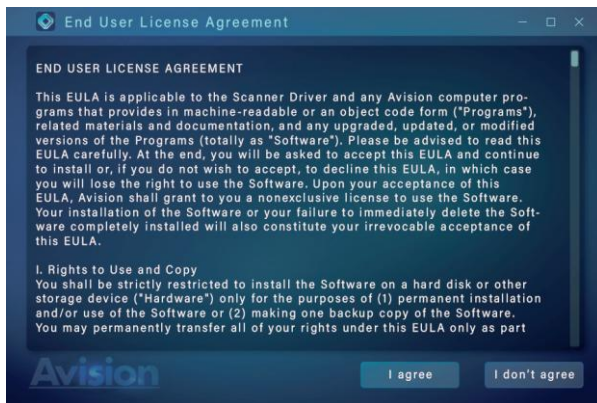 End User License Agreement
END USER LICENSE AGREEMENT
This EULA is applicable to the Scanner Driver and any Avision computer pro-
grams that provides in machine-readable or an object code form ("Programs"),
related materials and documentation, and any upgraded, updated, or modified
versions of the Programs (totally as "Software"). Please be advised to read this
EULA carefully. At the end, you will be asked to accept this EULA and continue
to install or, if you do not wish to accept, to decline this EULA, in which case
you will lose the right to use the Software. Upon your acceptance of this
EULA, Avision shall grant to you a nonexclusive license to use the Software.
Your installation of the Software or your failure to immediately delete the Soft-
ware completely installed will also constitute your irrevocable acceptance of
this EULA.
I. Rights to Use and Copy
You shall be strictly restricted to install the Software on a hard disk or other
storage device ("Hardware") only for the purposes of (1) permanent installation
and/or use of the Software or (2) making one backup copy of the Software.
You may permanently transfer all of your rights under this EULA only as part
Avision
I agree
I don't agree